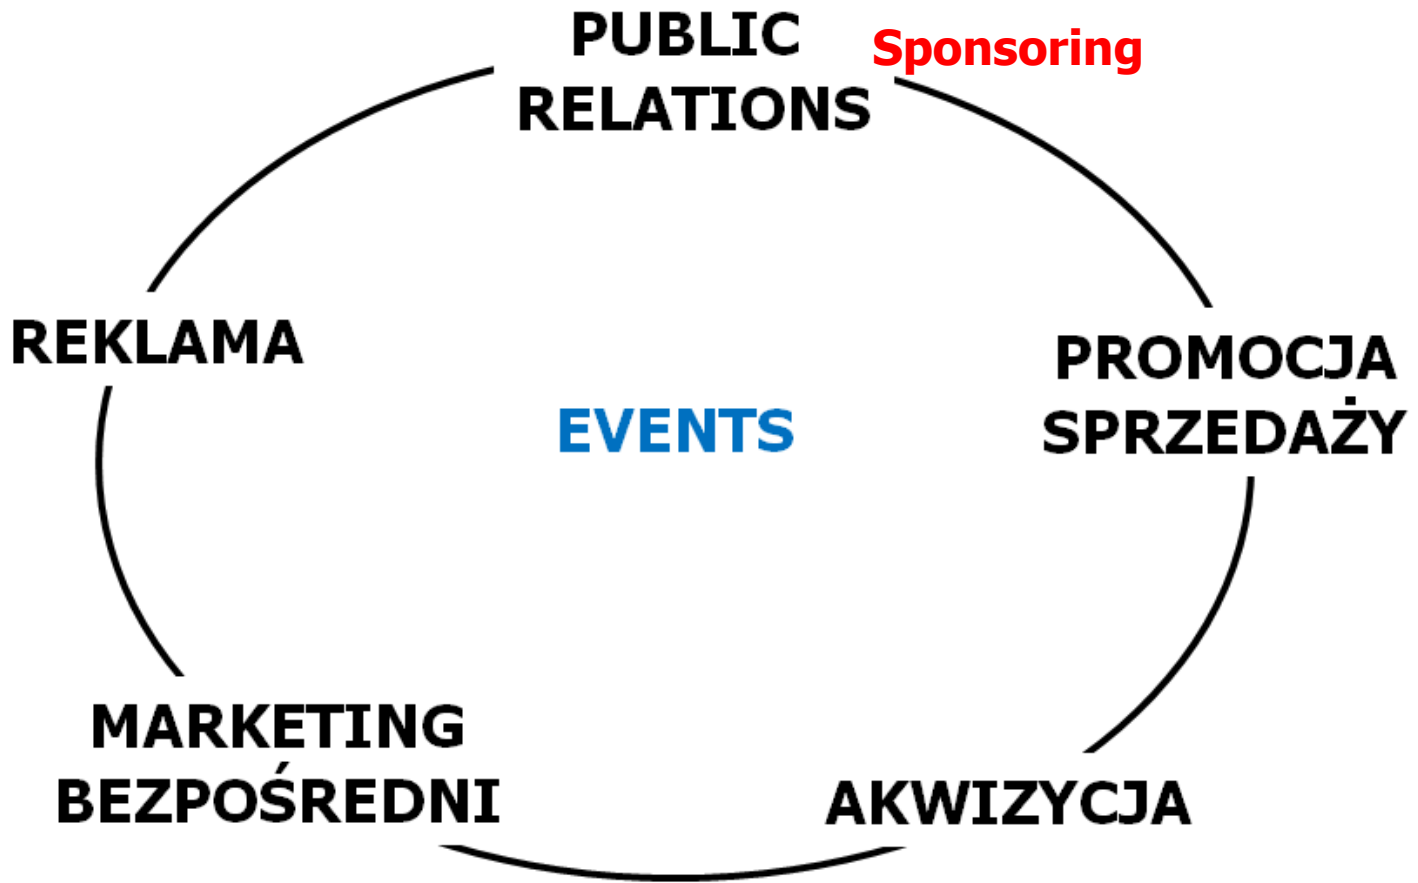 PUBLIC
RELATIONS
Sponsoring
REKLAMA
PROMOCJA
SPRZEDAŻY
EVENTS
MARKETING
BEZPOŚREDNI
AKWIZYCJA